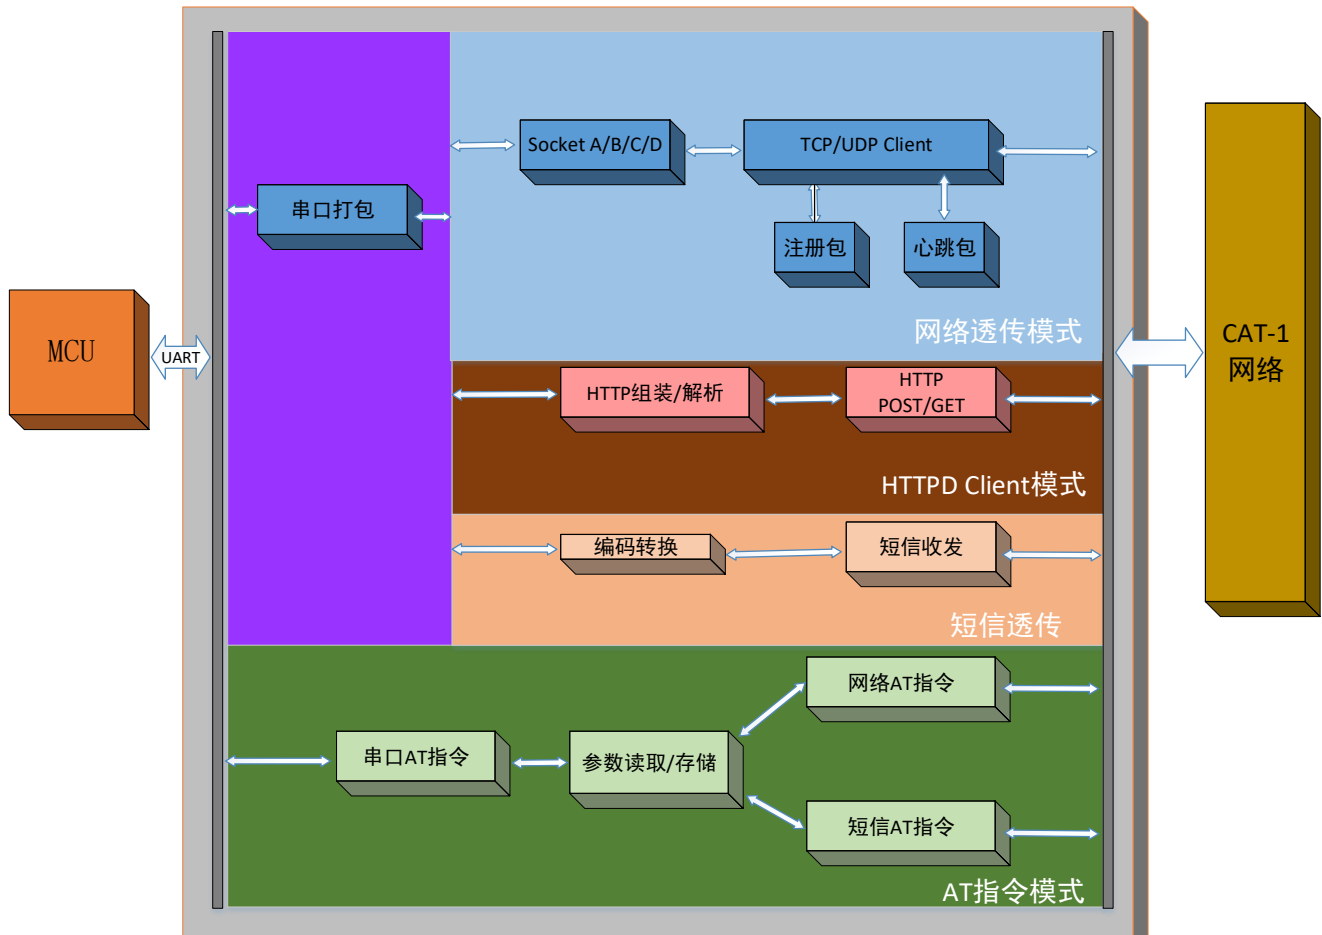 Socket A/B/C/D
TCP/UDP Client
串口打包
注册包
心跳包
网络透传模式
MCU
UART
CAT-1
网络
HTTP组装/解析
HTTP
POST/GET
HTTPD Client模式
编码转换
短信收发
短信透传
网络AT指令
串口AT指令
参数读取/存储
短信AT指令
AT指令模式